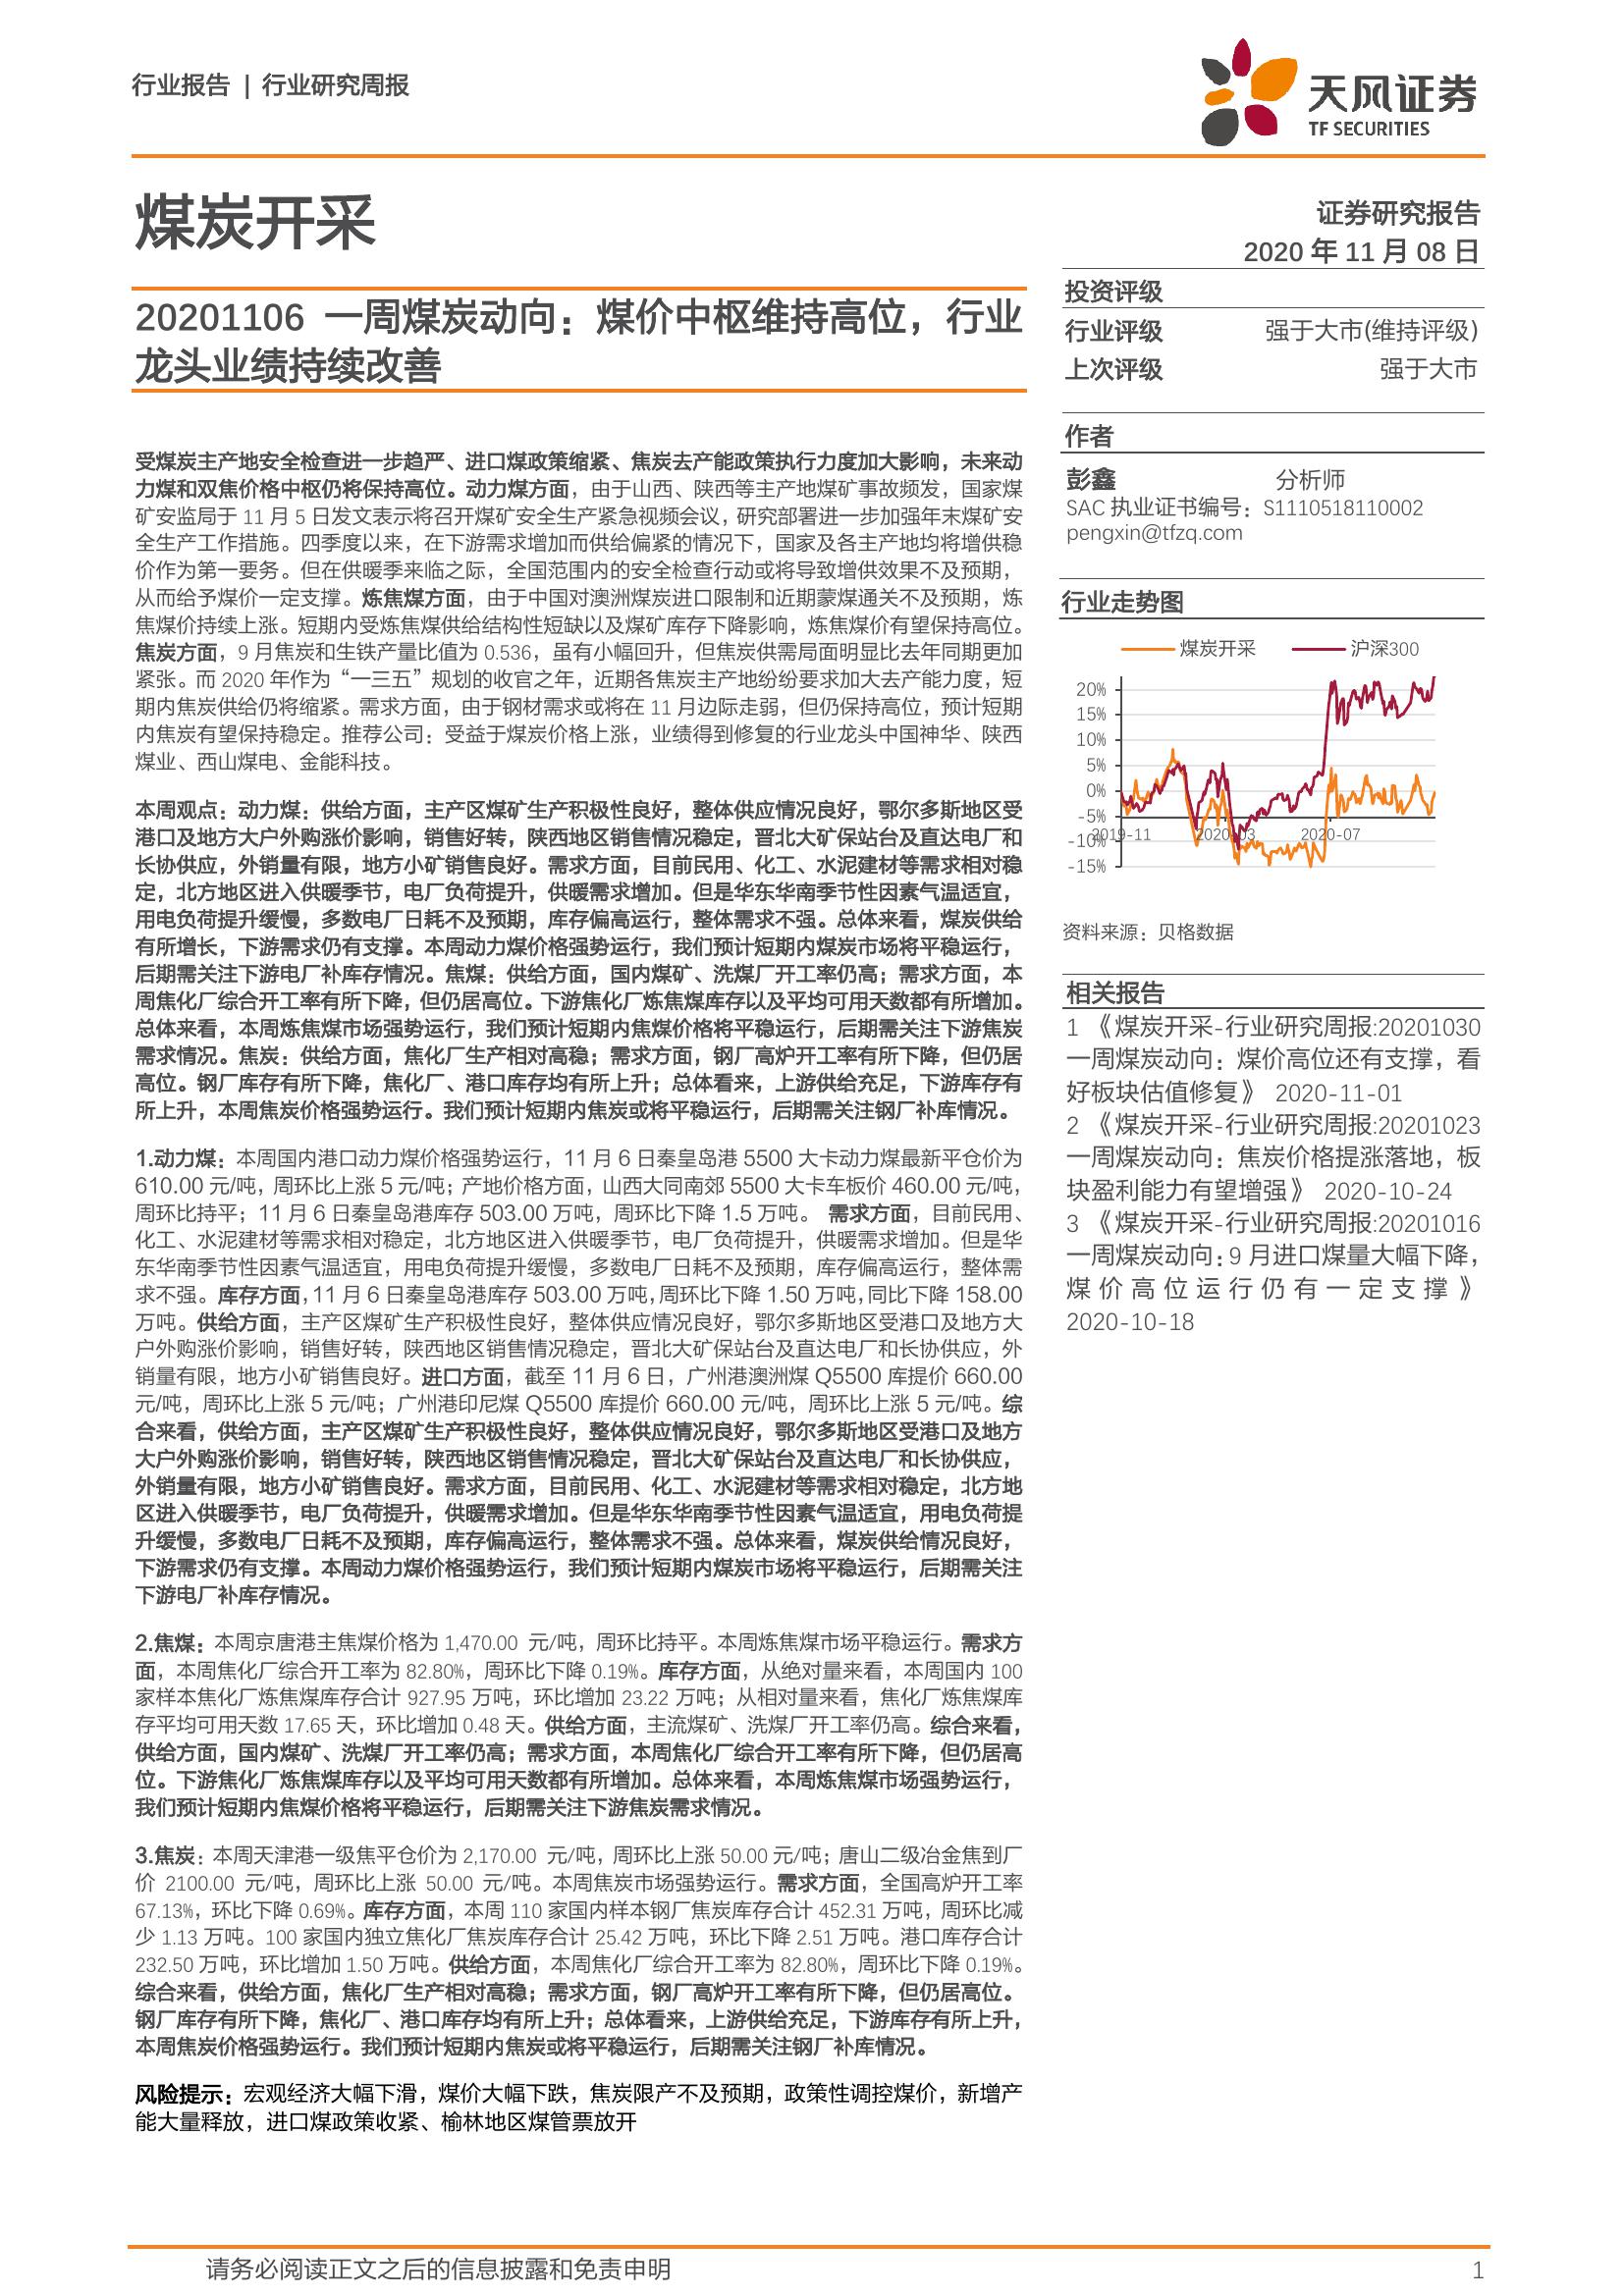 行业报告 | 行业研究周报
天风证券
TF SECURITIES
煤炭开采
证券研究报告
2020 年 11 月 08 日
20201106 一周煤炭动向：煤价中枢维持高位，行业
龙头业绩持续改善
受煤炭主产地安全检查进一步趋严、进口煤政策缩紧、焦炭去产能政策执行力度加大影响，未来动
力煤和双焦价格中枢仍将保持高位。动力煤方面，由于山西、陕西等主产地煤矿事故频发，国家煤
矿安监局于 11 月 5 日发文表示将召开煤矿安全生产紧急视频会议，研究部署进一步加强年末煤矿安
全生产工作措施。四季度以来，在下游需求增加而供给偏紧的情况下，国家及各主产地均将增供稳
价作为第一要务。但在供暖季来临之际，全国范围内的安全检查行动或将导致增供效果不及预期，
从而给予煤价一定支撑。炼焦煤方面，由于中国对澳洲煤炭进口限制和近期蒙煤通关不及预期，炼
焦煤价持续上涨。短期内受炼焦煤供给结构性短缺以及煤矿库存下降影响，炼焦煤价有望保持高位。
焦炭方面，9 月焦炭和生铁产量比值为 0.536，虽有小幅回升，但焦炭供需局面明显比去年同期更加
紧张。而 2020 年作为“一三五”规划的收官之年，近期各焦炭主产地纷纷要求加大去产能力度，短
期内焦炭供给仍将缩紧。需求方面，由于钢材需求或将在 11 月边际走弱，但仍保持高位，预计短期
内焦炭有望保持稳定。推荐公司：受益于煤炭价格上涨，业绩得到修复的行业龙头中国神华、陕西
煤业、西山煤电、金能科技。
本周观点：动力煤：供给方面，主产区煤矿生产积极性良好，整体供应情况良好，鄂尔多斯地区受
港口及地方大户外购涨价影响，销售好转，陕西地区销售情况稳定，晋北大矿保站台及直达电厂和
长协供应，外销量有限，地方小矿销售良好。需求方面，目前民用、化工、水泥建材等需求相对稳
定，北方地区进入供暖季节，电厂负荷提升，供暖需求增加。但是华东华南季节性因素气温适宜，
用电负荷提升缓慢，多数电厂日耗不及预期，库存偏高运行，整体需求不强。总体来看，煤炭供给
有所增长，下游需求仍有支撑。本周动力煤价格强势运行，我们预计短期内煤炭市场将平稳运行，
后期需关注下游电厂补库存情况。焦煤：供给方面，国内煤矿、洗煤厂开工率仍高；需求方面，本
周焦化厂综合开工率有所下降，但仍居高位。下游焦化厂炼焦煤库存以及平均可用天数都有所增加。
总体来看，本周炼焦煤市场强势运行，我们预计短期内焦煤价格将平稳运行，后期需关注下游焦炭
需求情况。焦炭：供给方面，焦化厂生产相对高稳；需求方面，钢厂高炉开工率有所下降，但仍居
高位。钢厂库存有所下降，焦化厂、港口库存均有所上升；总体看来，上游供给充足，下游库存有
所上升，本周焦炭价格强势运行。我们预计短期内焦炭或将平稳运行，后期需关注钢厂补库情况。
1.动力煤：本周国内港口动力煤价格强势运行，11 月 6 日秦皇岛港 5500 大卡动力煤最新平仓价为
610.00 元/吨，周环比上涨 5 元/吨；产地价格方面，山西大同南郊 5500 大卡车板价 460.00 元/吨，
周环比持平；11 月 6 日秦皇岛港库存 503.00 万吨，周环比下降 1.5 万吨。 需求方面，目前民用、
化工、水泥建材等需求相对稳定，北方地区进入供暖季节，电厂负荷提升，供暖需求增加。但是华
东华南季节性因素气温适宜，用电负荷提升缓慢，多数电厂日耗不及预期，库存偏高运行，整体需
求不强。库存方面，11 月 6 日秦皇岛港库存 503.00 万吨，周环比下降 1.50 万吨，同比下降 158.00
万吨。供给方面，主产区煤矿生产积极性良好，整体供应情况良好，鄂尔多斯地区受港口及地方大
户外购涨价影响，销售好转，陕西地区销售情况稳定，晋北大矿保站台及直达电厂和长协供应，外
销量有限，地方小矿销售良好。进口方面，截至 11 月 6 日，广州港澳洲煤 Q5500 库提价 660.00
元/吨，周环比上涨 5 元/吨；广州港印尼煤 Q5500 库提价 660.00 元/吨，周环比上涨 5 元/吨。综
合来看，供给方面，主产区煤矿生产积极性良好，整体供应情况良好，鄂尔多斯地区受港口及地方
大户外购涨价影响，销售好转，陕西地区销售情况稳定，晋北大矿保站台及直达电厂和长协供应，
外销量有限，地方小矿销售良好。需求方面，目前民用、化工、水泥建材等需求相对稳定，北方地
区进入供暖季节，电厂负荷提升，供暖需求增加。但是华东华南季节性因素气温适宜，用电负荷提
升缓慢，多数电厂日耗不及预期，库存偏高运行，整体需求不强。总体来看，煤炭供给情况良好，
下游需求仍有支撑。本周动力煤价格强势运行，我们预计短期内煤炭市场将平稳运行，后期需关注
下游电厂补库存情况。
2.焦煤：本周京唐港主焦煤价格为 1,470.00 元/吨，周环比持平。本周炼焦煤市场平稳运行。需求方
面，本周焦化厂综合开工率为 82.80%，周环比下降 0.19%。库存方面，从绝对量来看，本周国内 100
家样本焦化厂炼焦煤库存合计 927.95 万吨，环比增加 23.22 万吨；从相对量来看，焦化厂炼焦煤库
存平均可用天数 17.65 天，环比增加 0.48 天。供给方面，主流煤矿、洗煤厂开工率仍高。综合来看，
供给方面，国内煤矿、洗煤厂开工率仍高；需求方面，本周焦化厂综合开工率有所下降，但仍居高
位。下游焦化厂炼焦煤库存以及平均可用天数都有所增加。总体来看，本周炼焦煤市场强势运行，
我们预计短期内焦煤价格将平稳运行，后期需关注下游焦炭需求情况。
3.焦炭：本周天津港一级焦平仓价为 2,170.00 元/吨，周环比上涨 50.00 元/吨；唐山二级冶金焦到厂
价 2100.00 元/吨，周环比上涨 50.00 元/吨。本周焦炭市场强势运行。需求方面，全国高炉开工率
67.13%，环比下降 0.69%。库存方面，本周 110 家国内样本钢厂焦炭库存合计 452.31 万吨，周环比减
少 1.13 万吨。100 家国内独立焦化厂焦炭库存合计 25.42 万吨，环比下降 2.51 万吨。港口库存合计
232.50 万吨，环比增加 1.50 万吨。供给方面，本周焦化厂综合开工率为 82.80%，周环比下降 0.19%。
综合来看，供给方面，焦化厂生产相对高稳；需求方面，钢厂高炉开工率有所下降，但仍居高位。
钢厂库存有所下降，焦化厂、港口库存均有所上升；总体看来，上游供给充足，下游库存有所上升，
本周焦炭价格强势运行。我们预计短期内焦炭或将平稳运行，后期需关注钢厂补库情况。
风险提示：宏观经济大幅下滑，煤价大幅下跌，焦炭限产不及预期，政策性调控煤价，新增产
能大量释放，进口煤政策收紧、榆林地区煤管票放开
投资评级
行业评级 强于大市(维持评级)
上次评级 强于大市
作者
彭鑫 分析师
SAC 执业证书编号：S1110518110002
pengxin@tfzq.com
行业走势图
煤炭开采 沪深300
20%
15%
10%
5%
0%
-5%
-10%
-15%
2019-11 2020-03 2020-07
资料来源：贝格数据
相关报告
1 《煤炭开采-行业研究周报:20201030
一周煤炭动向：煤价高位还有支撑，看
好板块估值修复》 2020-11-01
2 《煤炭开采-行业研究周报:20201023
一周煤炭动向：焦炭价格提涨落地，板
块盈利能力有望增强》 2020-10-24
3 《煤炭开采-行业研究周报:20201016
一周煤炭动向：9 月进口煤量大幅下降，
煤价高位运行仍有一定支撑》
2020-10-18
请务必阅读正文之后的信息披露和免责申明
1